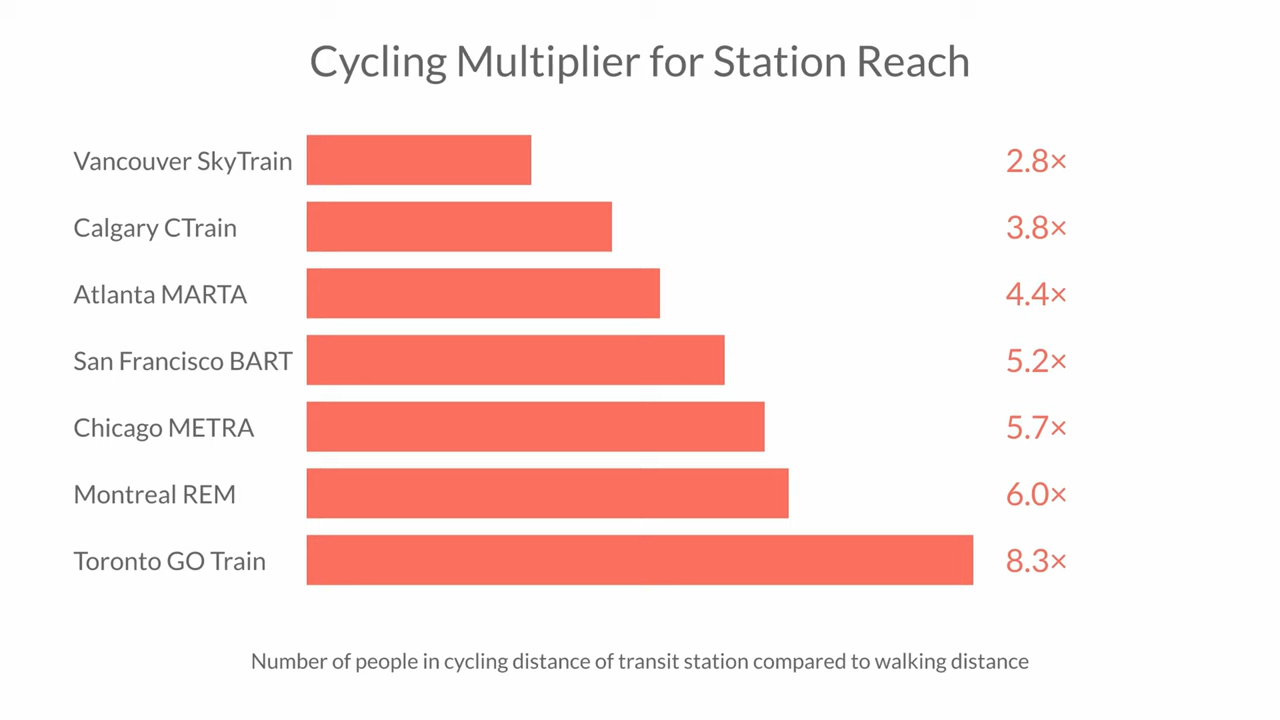 Cycling Multiplier for Station Reach
Vancouver SkyTrain 2.8×
Calgary CTrain 3.8×
Atlanta MARTA 4.4×
San Francisco BART 5.2×
Chicago METRA 5.7×
Montreal REM 6.0×
Toronto GO Train 8.3×
Number of people in cycling distance of transit station compared to walking distance